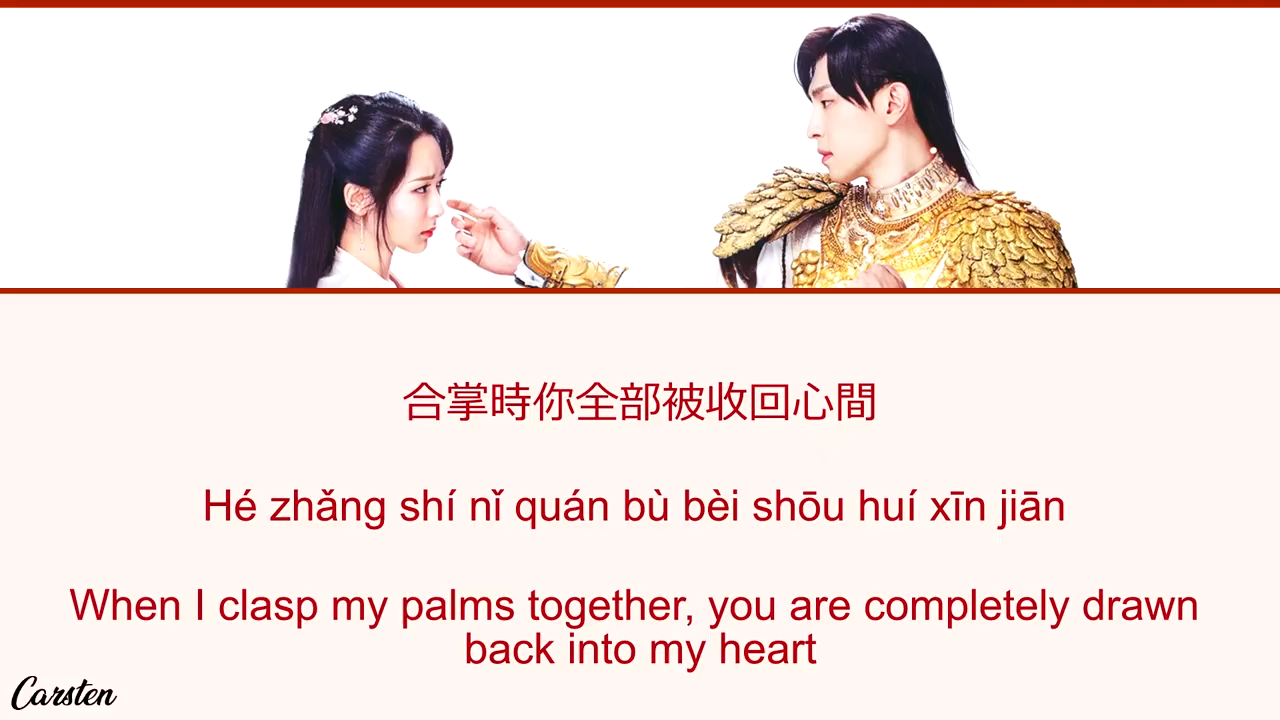 合掌時你全部被收回心間
Hé zhǎng shí nǐ quán bù bèi shōu huí xīn jiān
When I clasp my palms together, you are completely drawn
back into my heart
Carsten